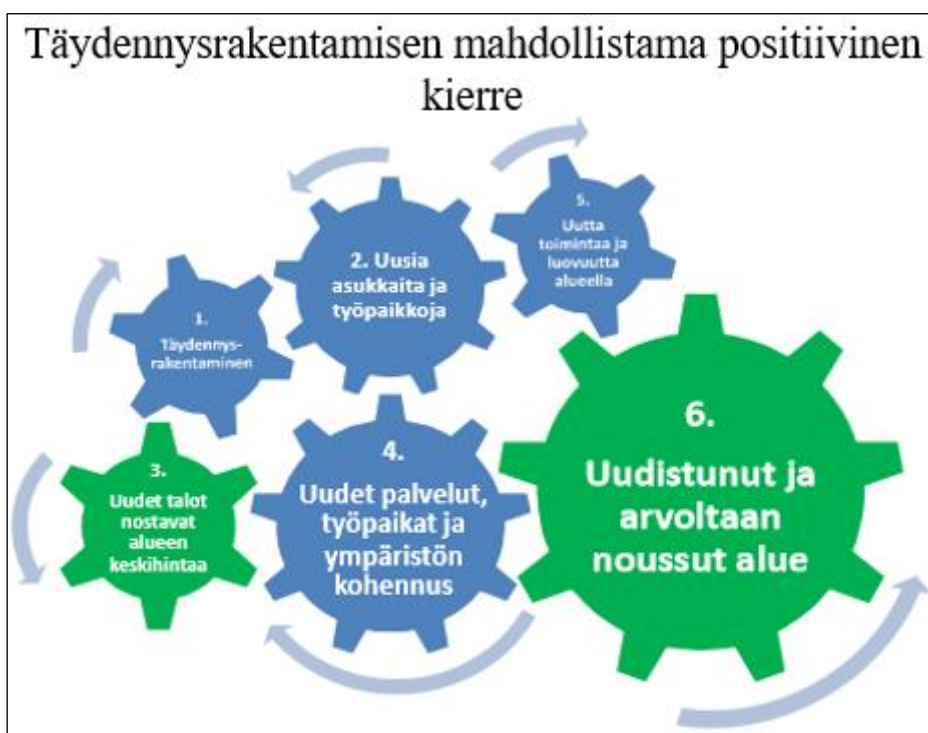 Täydennysrakentamisen mahdollistama positiivinen
kierre
1.
Täydennys-
rakentaminen
2. Uusia
asukkaita ja
työpaikkoja
3.
Uudet talot
nostavat
alueen
keskihintaa
4.
Uudet palvelut,
työpaikat ja
ympäristön
kohennus
5.
Uutta
toimintaa ja
luovuutta
alueella
6.
Uudistunut ja
arvoltaan
noussut alue